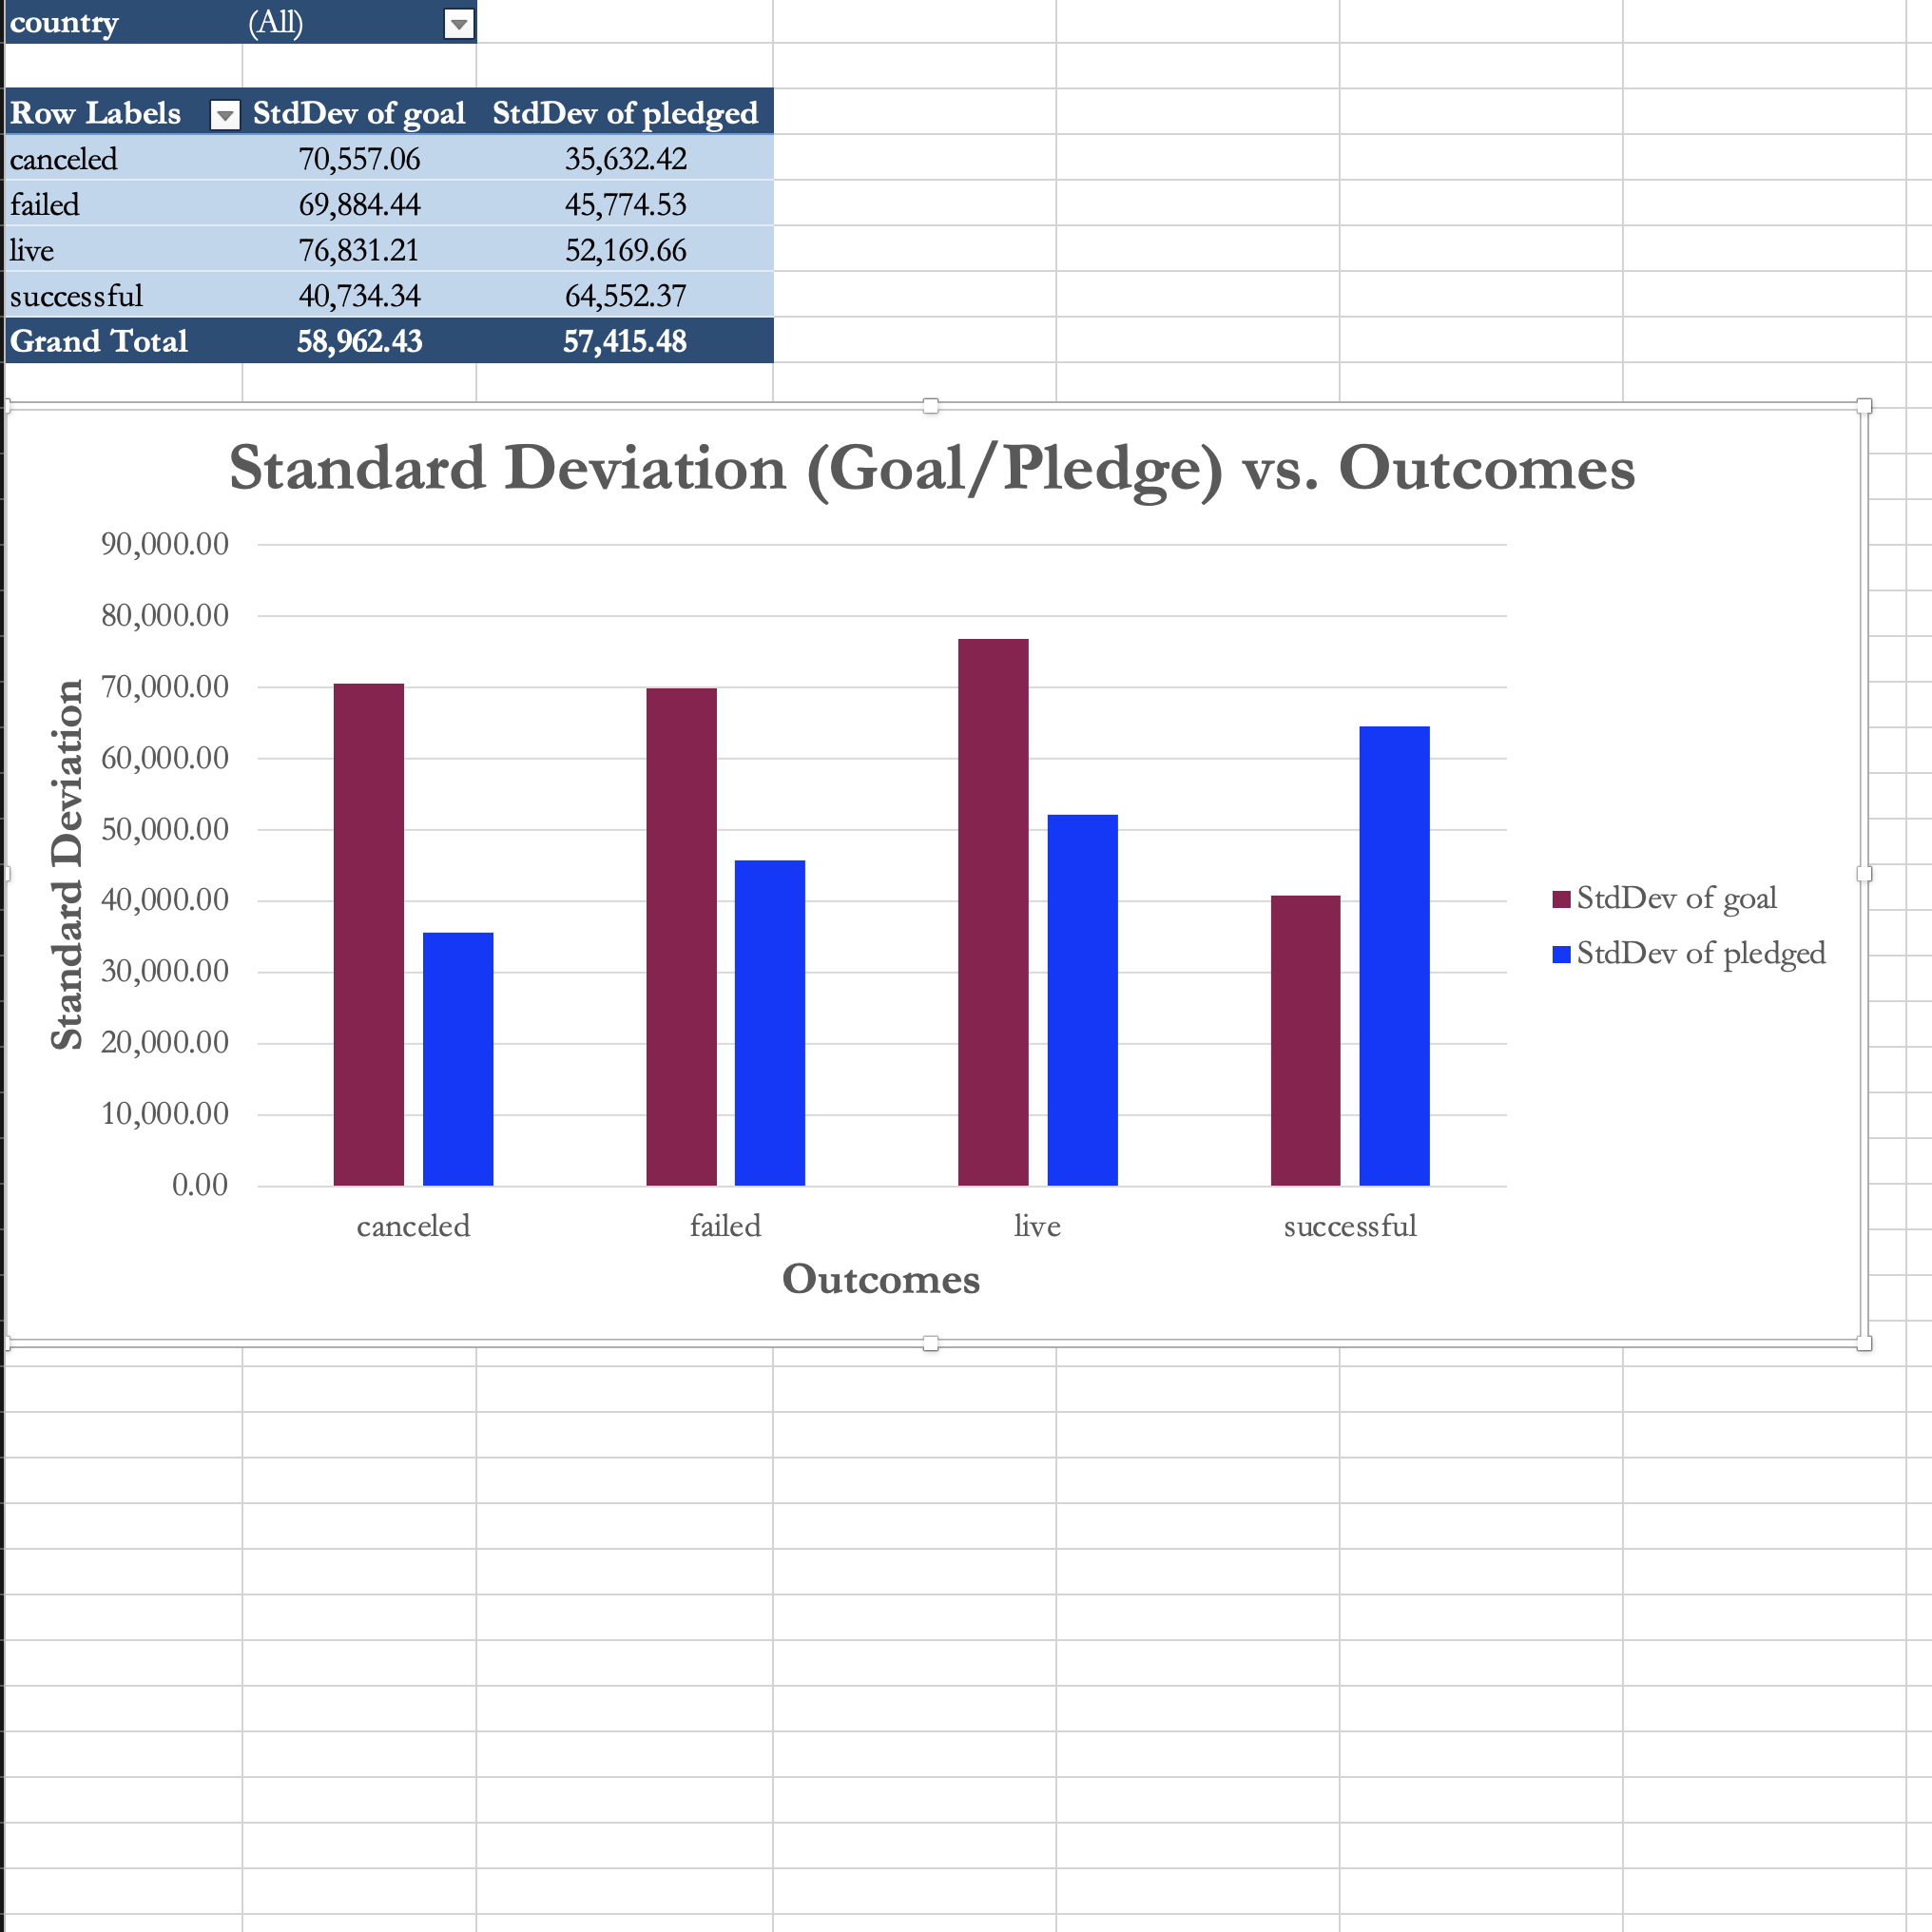 country (All)
Row Labels StdDev of goal StdDev of pledged
canceled 70,557.06 35,632.42
failed 69,884.44 45,774.53
live 76,831.21 52,169.66
successful 40,734.34 64,552.37
Grand Total 58,962.43 57,415.48
Standard Deviation (Goal/Pledge) vs. Outcomes
90,000.00
80,000.00
70,000.00
60,000.00
50,000.00
40,000.00
30,000.00
20,000.00
10,000.00
0.00
Standard Deviation
canceled failed live successful
Outcomes
StdDev of goal
StdDev of pledged